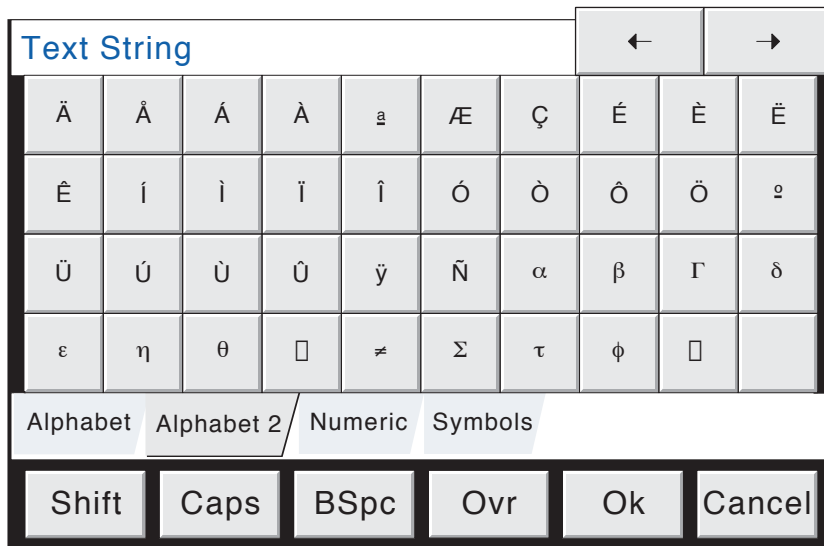 Text String ← →
Ä Å Á À ª Æ Ç É È Ë
Ê Í Ì Ï Î Ó Ò Ô Ö º
Ü Ú Ù Û ÿ Ñ α β Γ δ
ε η θ ≠ Σ τ ϕ
Alphabet Alphabet 2 Numeric Symbols
Shift Caps BSpc Ovr Ok Cancel